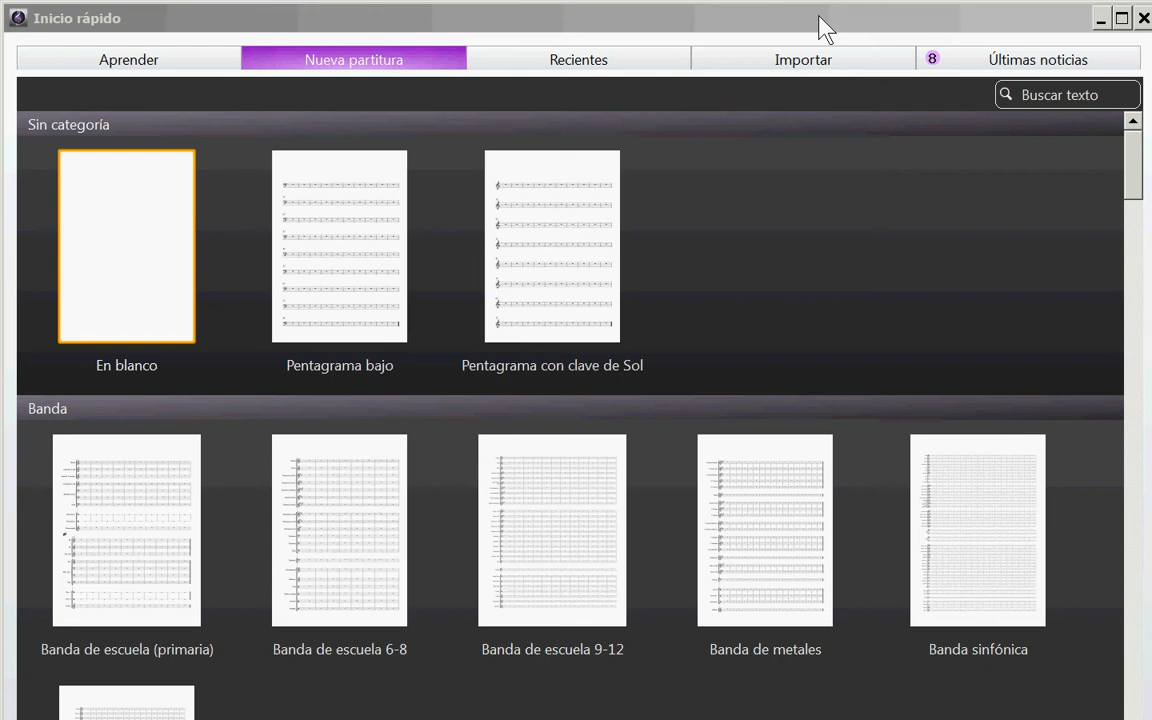 Inicio rápido
Aprender
Nueva partitura
Recientes
Importar
8
Últimas noticias
Buscar texto
Sin categoría
En blanco
Pentagrama bajo
Pentagrama con clave de Sol
Banda
Banda de escuela (primaria)
Banda de escuela 6-8
Banda de escuela 9-12
Banda de metales
Banda sinfónica